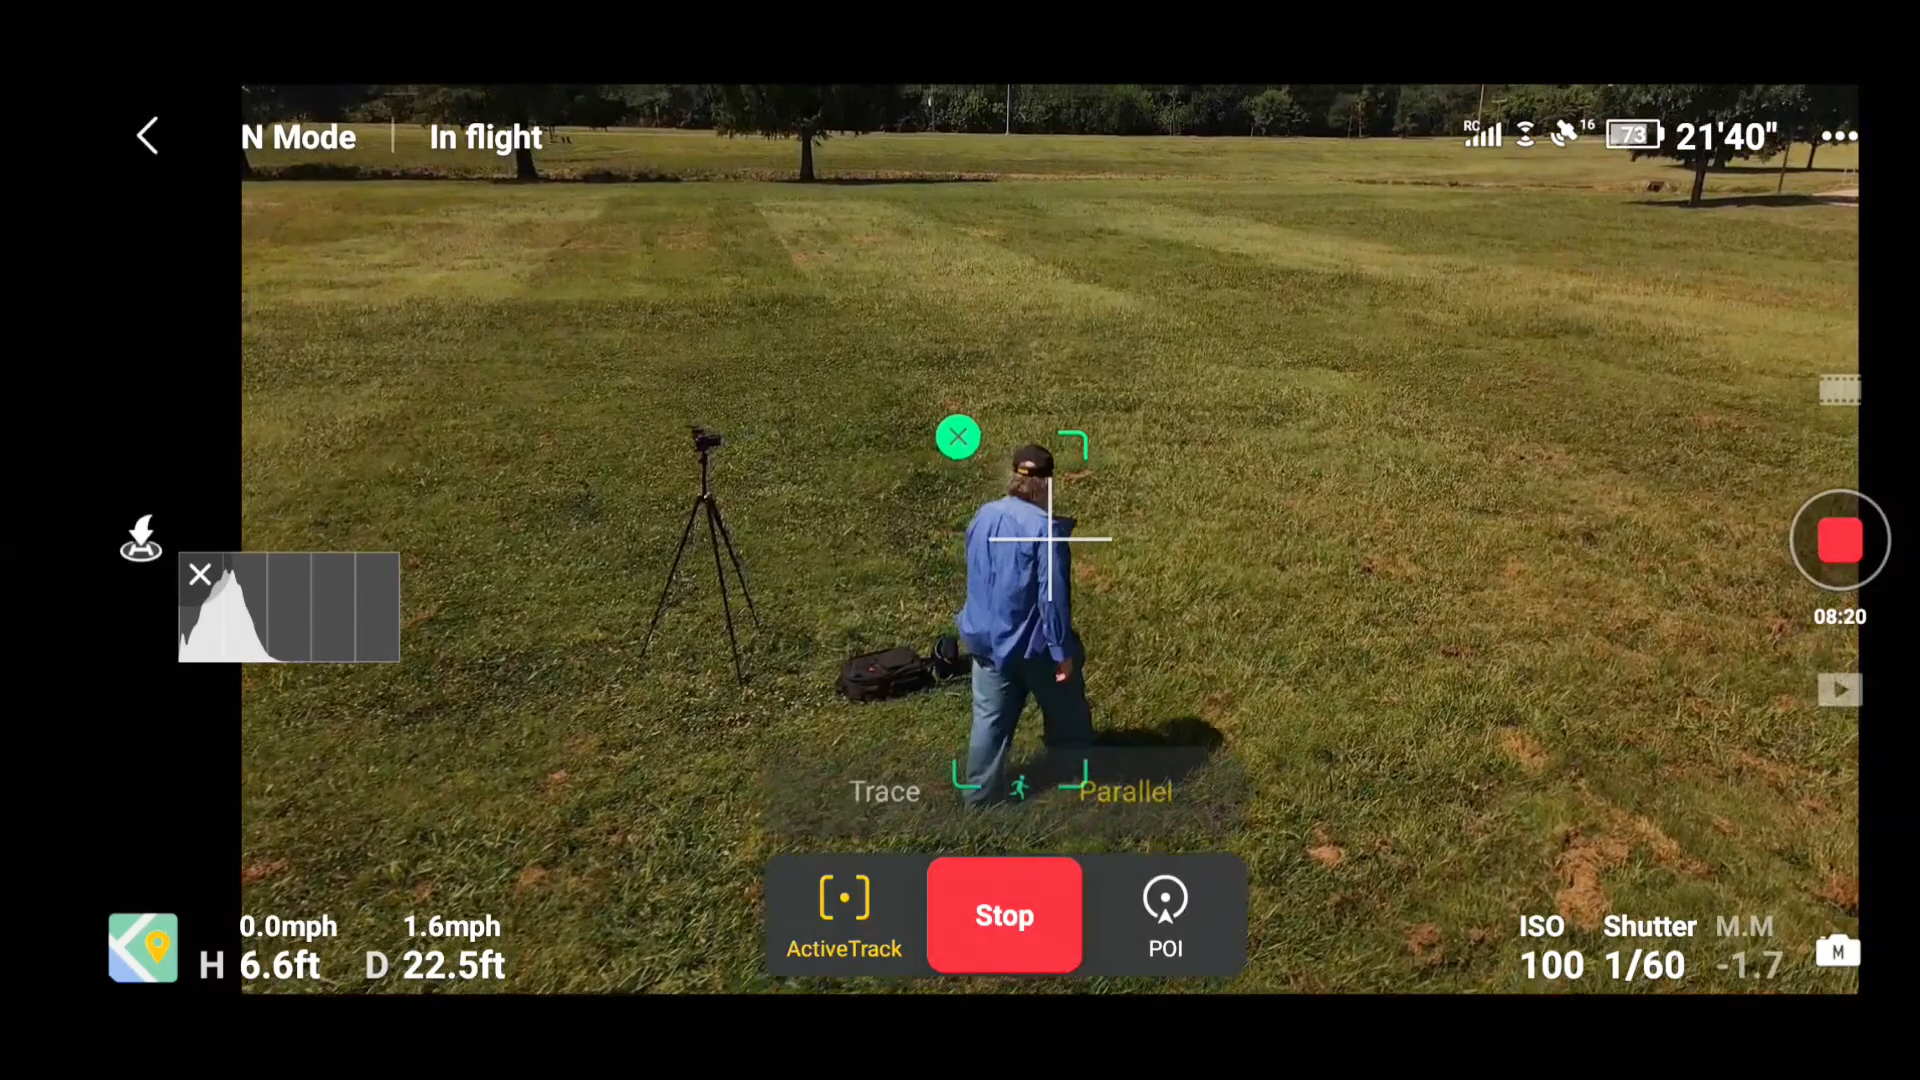 N Mode
In flight
RC
16
73
21'40"
08:20
Trace
Parallel
ActiveTrack
Stop
POI
0.0mph
1.6mph
H 6.6ft
D 22.5ft
ISO
Shutter
M.M
100
1/60
-1.7
M